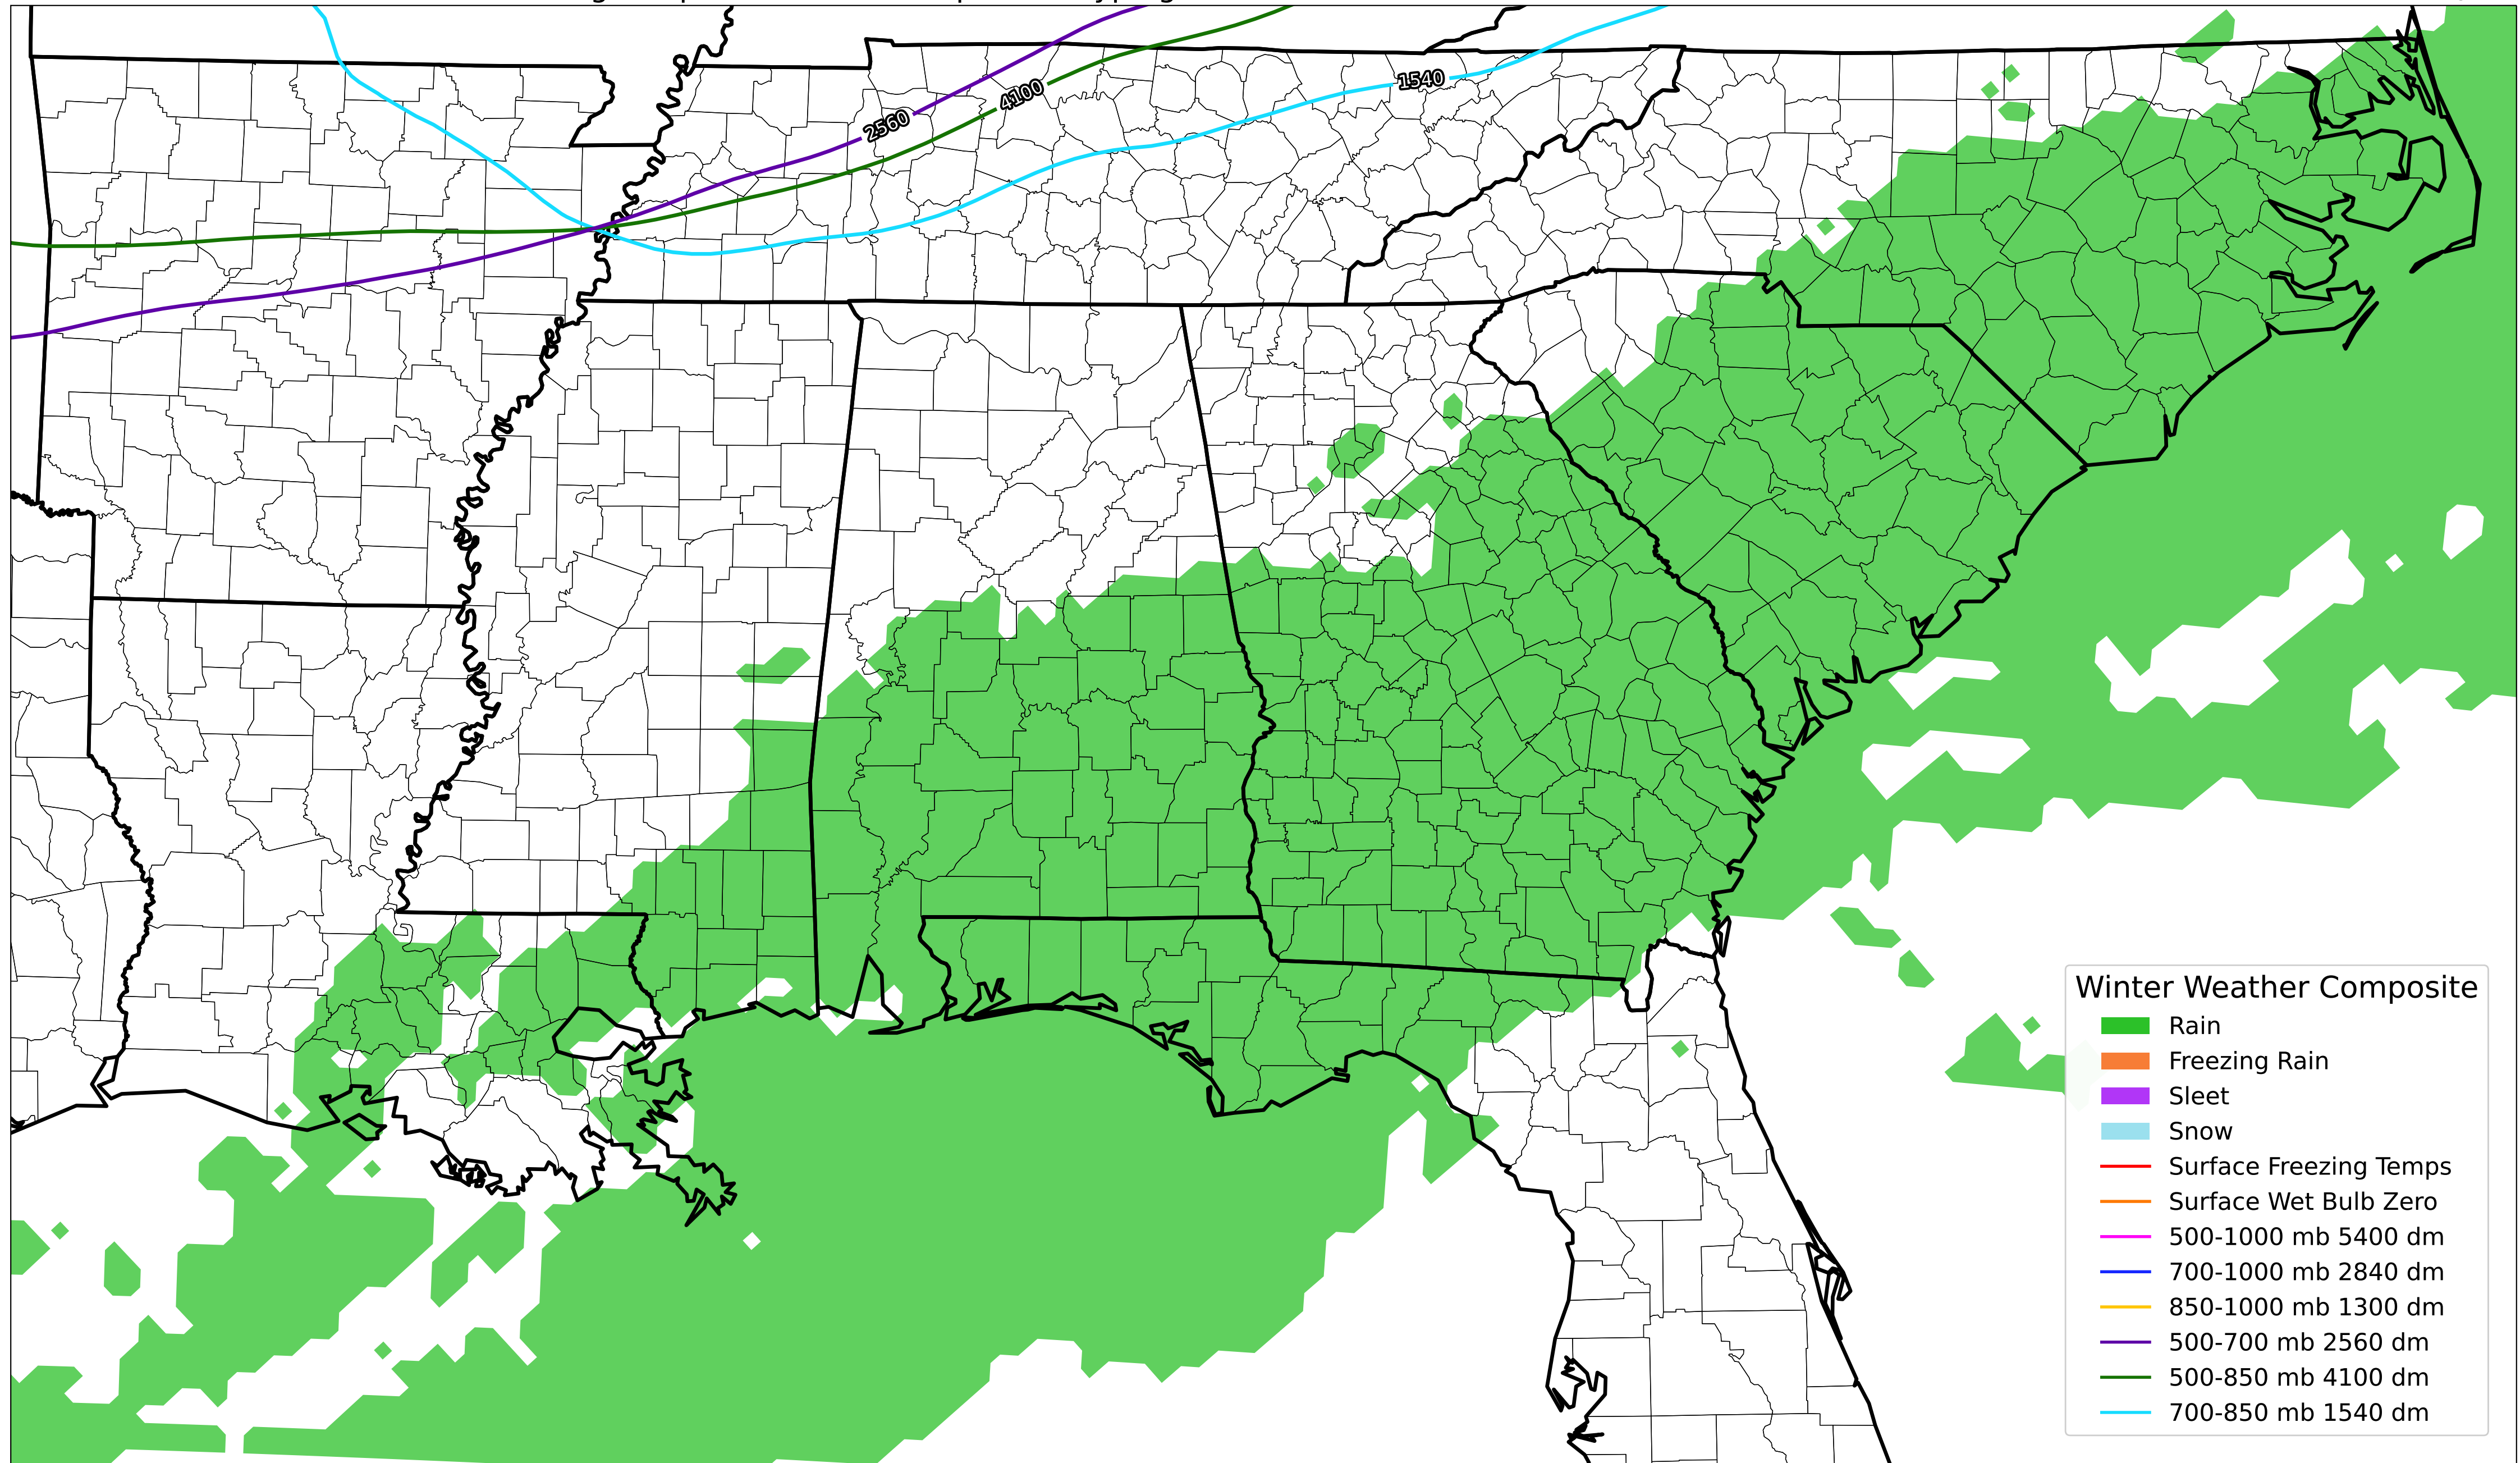 1540
4100
2560
Winter Weather Composite
Rain
Freezing Rain
Sleet
Snow
Surface Freezing Temps
Surface Wet Bulb Zero
500-1000 mb 5400 dm
700-1000 mb 2840 dm
850-1000 mb 1300 dm
500-700 mb 2560 dm
500-850 mb 4100 dm
700-850 mb 1540 dm